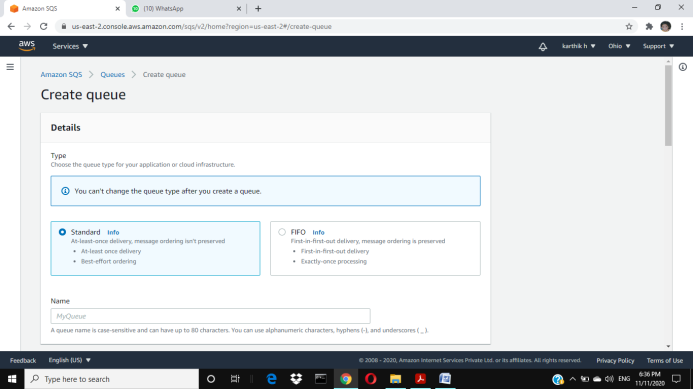 Amazon SQS
(10) WhatsApp
us-east-2.console.aws.amazon.com/sqs/v2/home?region=us-east-2#/create-queue
aws
Services
karthik h
Ohio
Support
Amazon SQS > Queues > Create queue
Create queue
Details
Type
Choose the queue type for your application or cloud infrastructure.
You can't change the queue type after you create a queue.
Standard Info
At-least-once delivery, message ordering isn't preserved
• At-least once delivery
• Best-effort ordering
FIFO Info
First-in-first-out delivery, message ordering is preserved
• First-in-first-out delivery
• Exactly-once processing
Name
MyQueue
A queue name is case-sensitive and can have up to 80 characters. You can use alphanumeric characters, hyphens (-), and underscores ( _ ).
Feedback
English (US)
© 2008 - 2020, Amazon Internet Services Private Ltd. or its affiliates. All rights reserved.
Privacy Policy
Terms of Use
Type here to search
ENG
6:36 PM
11/11/2020